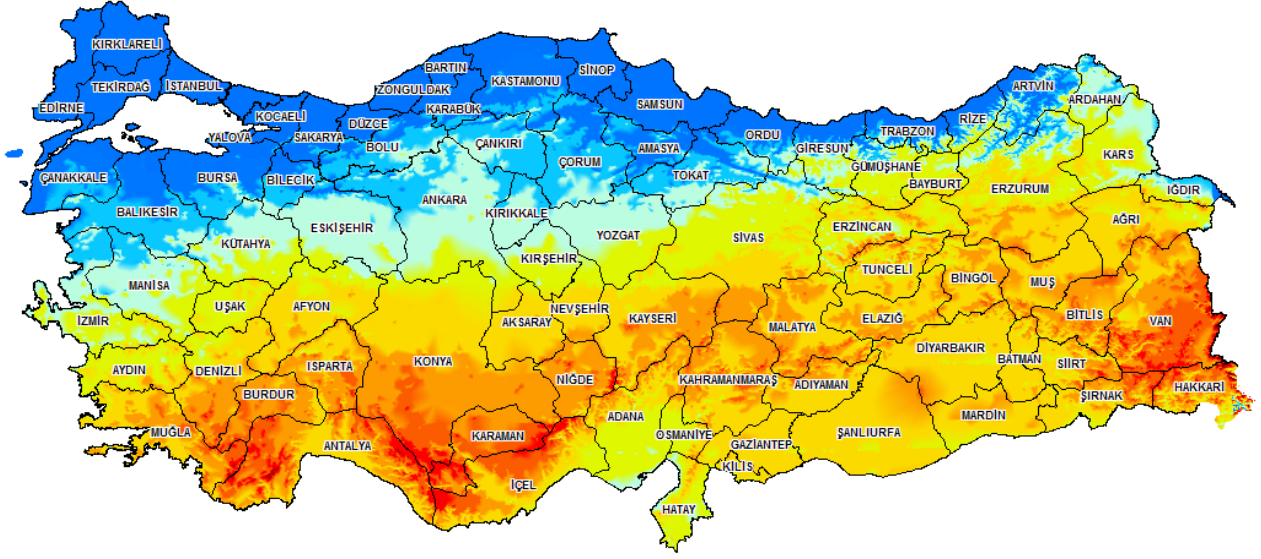 KIRKLARELİ
TEKİRDAĞ
İSTANBUL
EDİRNE
KOCAELİ
YALOVA
SAKARYA
DÜZCE
ZONGULDAK
BARTIN
KARABÜK
KASTAMONU
SİNOP
SAMSUN
BOLU
ÇANKIRI
ÇORUM
AMASYA
ORDU
TOKAT
GİRESUN
TRABZON
RİZE
ARTVİN
ARDAHAN
KARS
GÜMÜŞHANE
BAYBURT
ERZURUM
IĞDIR
AĞRI
ÇANAKKALE
BURSA
BİLECİK
BALIKESİR
KÜTAHYA
ESKİŞEHİR
ANKARA
KIRIKKALE
YOZGAT
SİVAS
ERZİNCAN
TUNCELİ
BİNGÖL
MUŞ
BİTLİS
VAN
KIRŞEHİR
MANİSA
UŞAK
AFYON
İZMİR
AKSARAY
NEVŞEHİR
KAYSERİ
MALATYA
ELAZIĞ
DİYARBAKIR
BATMAN
SİİRT
ŞIRNAK
HAKKARİ
AYDIN
DENİZLİ
ISPARTA
KONYA
NİĞDE
KAHRAMANMARAŞ
ADIYAMAN
BURDUR
ADANA
MARDİN
MUĞLA
ANTALYA
KARAMAN
OSMANİYE
GAZİANTEP
ŞANLIURFA
KİLİS
İÇEL
HATAY